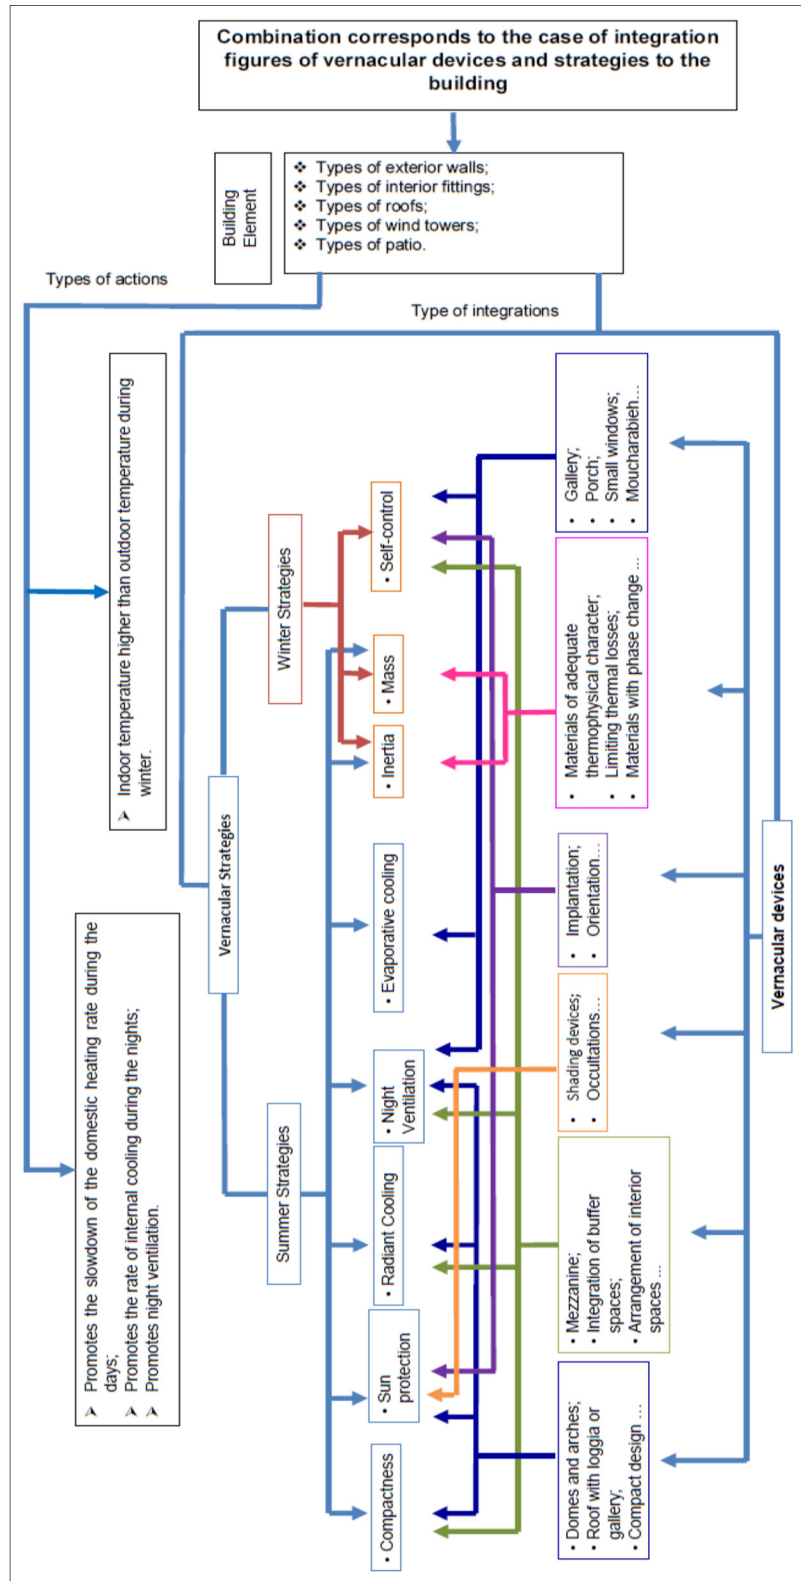 Combination corresponds to the case of integration
figures of vernacular devices and strategies to the
building
Building
Element
❖ Types of exterior walls;
❖ Types of interior fittings;
❖ Types of roofs;
❖ Types of wind towers;
❖ Types of patio.
Types of actions
Type of integrations
➢ Promotes the slowdown of the domestic heating rate during the
days;
➢ Promotes the rate of internal cooling during the nights;
➢ Promotes night ventilation.
➢ Indoor temperature higher than outdoor temperature during
winter.
Vernacular Strategies
Summer Strategies
Winter Strategies
• Compactness
• Sun
protection
• Radiant Cooling
• Night
Ventilation
• Evaporative cooling
• Inertia
• Mass
• Self-control
• Domes and arches;
• Roof with loggia or
gallery;
• Compact design …
• Mezzanine;
• Integration of buffer
spaces;
• Arrangement of interior
spaces …
• Shading devices;
• Occultations…
• Implantation;
• Orientation…
• Materials of adequate
thermophysical character;
• Limiting thermal losses;
• Materials with phase change …
• Gallery;
• Porch;
• Small windows;
• Moucharabieh…
Vernacular devices